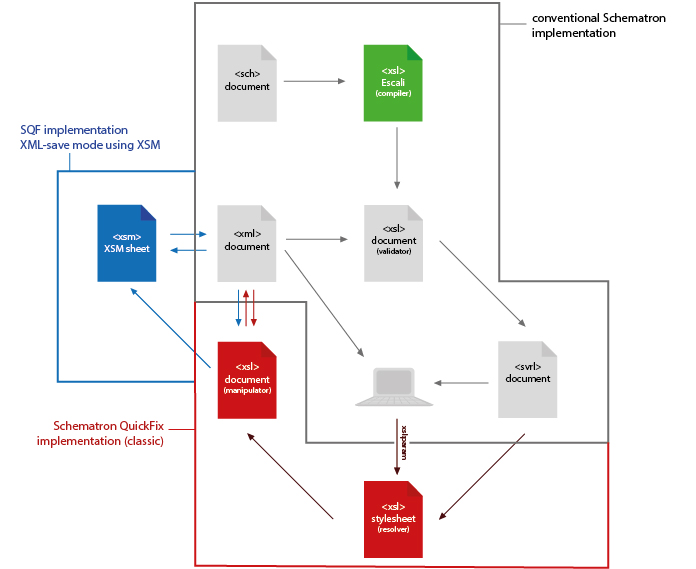 conventional Schematron
implementation
<sch>
document
<xsl>
Escali
(compiler)
SQF implementation
XML-save mode using XSM
<xsm>
XSM sheet
<xml>
document
<xsl>
document
(validator)
<xsl>
document
(manipulator)
<svrl>
document
Schematron QuickFix
implementation (classic)
xsl:param
<xsl>
stylesheet
(resolver)